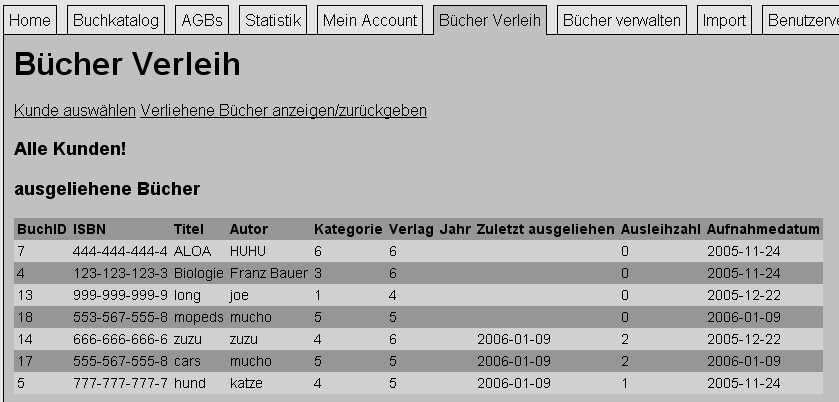 Home Buchkatalog AGBs Statistik Mein Account Bücher Verleih Bücher verwalten Import
Bücher Verleih
Kunde auswählen Verliehene Bücher anzeigen/zurückgeben
Alle Kunden!
ausgeliehene Bücher
BuchID ISBN Titel Autor Kategorie Verlag Jahr Zuletzt ausgeliehen Ausleihzahl Aufnahmedatum
7 444-444-444-4 ALOA HUHU 6 6 0 2005-11-24
4 123-123-123-3 Biologie Franz Bauer 3 6 0 2005-11-24
13 999-999-999-9 long joe 1 4 0 2005-12-22
18 553-567-555-8 mopeds mucho 5 5 0 2006-01-09
14 666-666-666-6 zuzu zuzu 4 6 2006-01-09 2 2005-12-22
17 555-567-555-8 cars mucho 5 5 2006-01-09 2 2006-01-09
5 777-777-777-7 hund katze 4 5 2006-01-09 1 2005-11-24